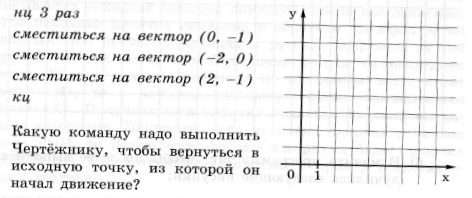 нц 3 раз
сместиться на вектор (0, –1)
сместиться на вектор (–2, 0)
сместиться на вектор (2, –1)
кц
Какую команду надо выполнить
Чертёжнику, чтобы вернуться в
исходную точку, из которой он
начал движение?
У
0 1 х